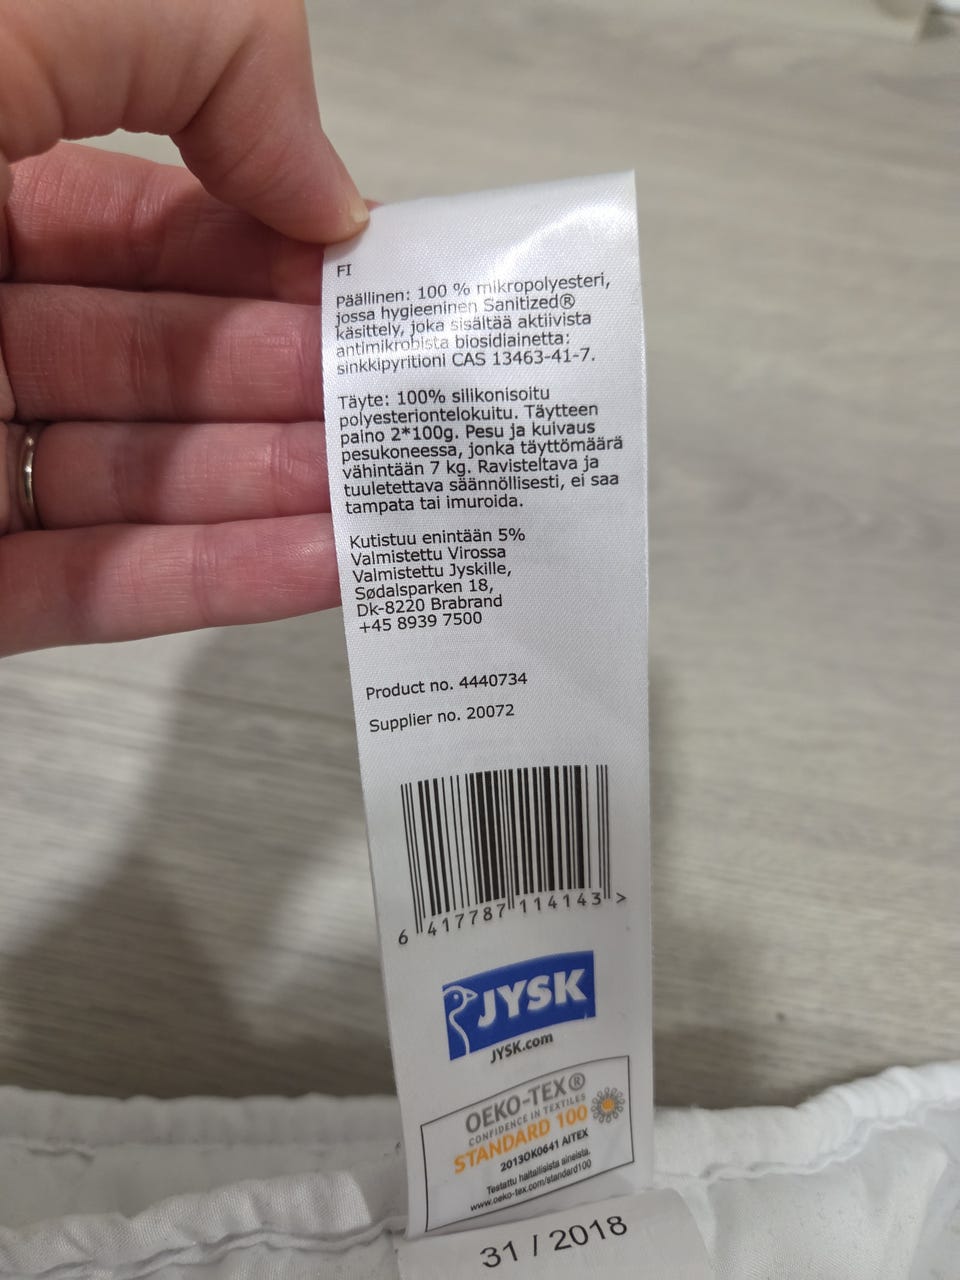 FI
Päällinen: 100 % mikropolyesteri,
jossa hygieeninen Sanitized®
käsittely, joka sisältää aktiivista
antimikrobista biosidiainetta:
sinkkipyritioni CAS 13463-41-7.
Täyte: 100% silikonisoitu
polyesteriontelokuitu. Täytteen
paino 2*100g. Pesu ja kuivaus
pesukoneessa, jonka täyttömäärä
vähintään 7 kg. Ravisteltava ja
tuuletettava säännöllisesti, ei saa
tampata tai imuroida.
Kutistuu enintään 5%
Valmistettu Virossa
Valmistettu Jyskille,
Sødalsparken 18,
Dk-8220 Brabrand
+45 8939 7500
Product no. 4440734
Supplier no. 20072
6 417787 114143 >
JYSK
JYSK.com
OEKO-TEX®
CONFIDENCE IN TEXTILES
STANDARD 100
2013OK0641 AITEX
Testattu haitallisista aineista.
www.oeko-tex.com/standard100
31 / 2018